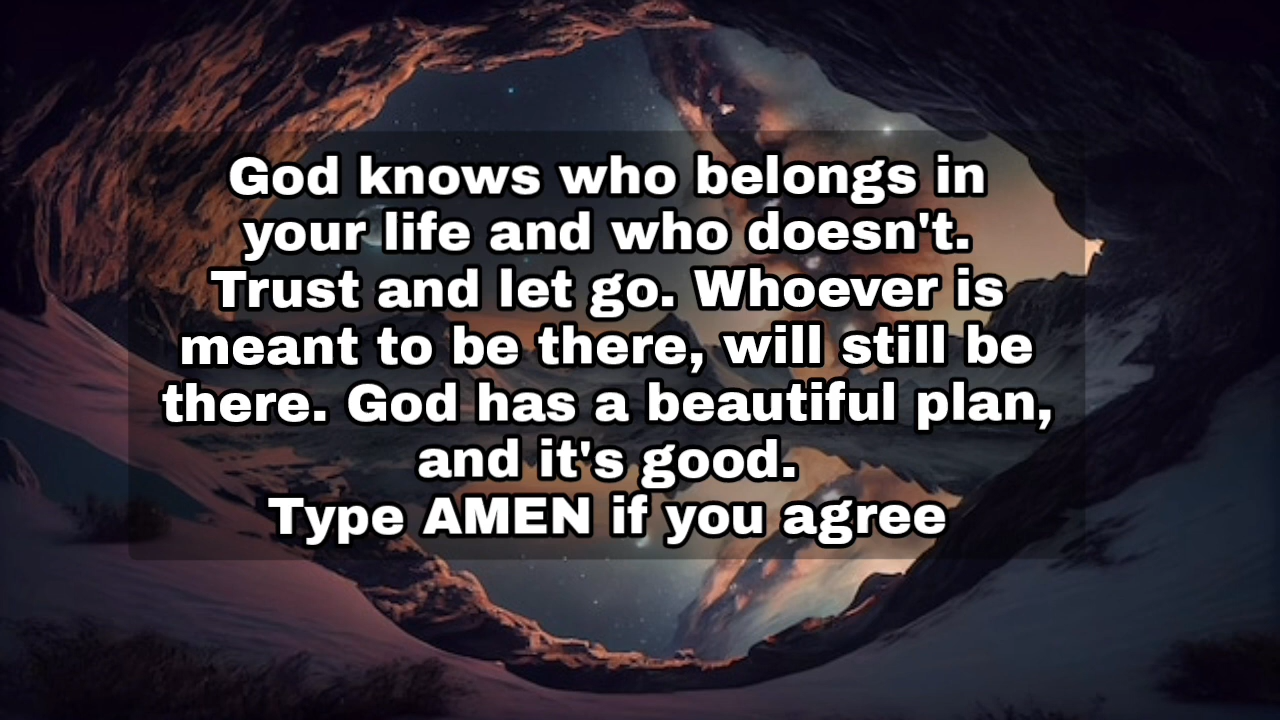 God knows who belongs in
your life and who doesn't.
Trust and let go. Whoever is
meant to be there, will still be
there. God has a beautiful plan,
and it's good.
Type AMEN if you agree